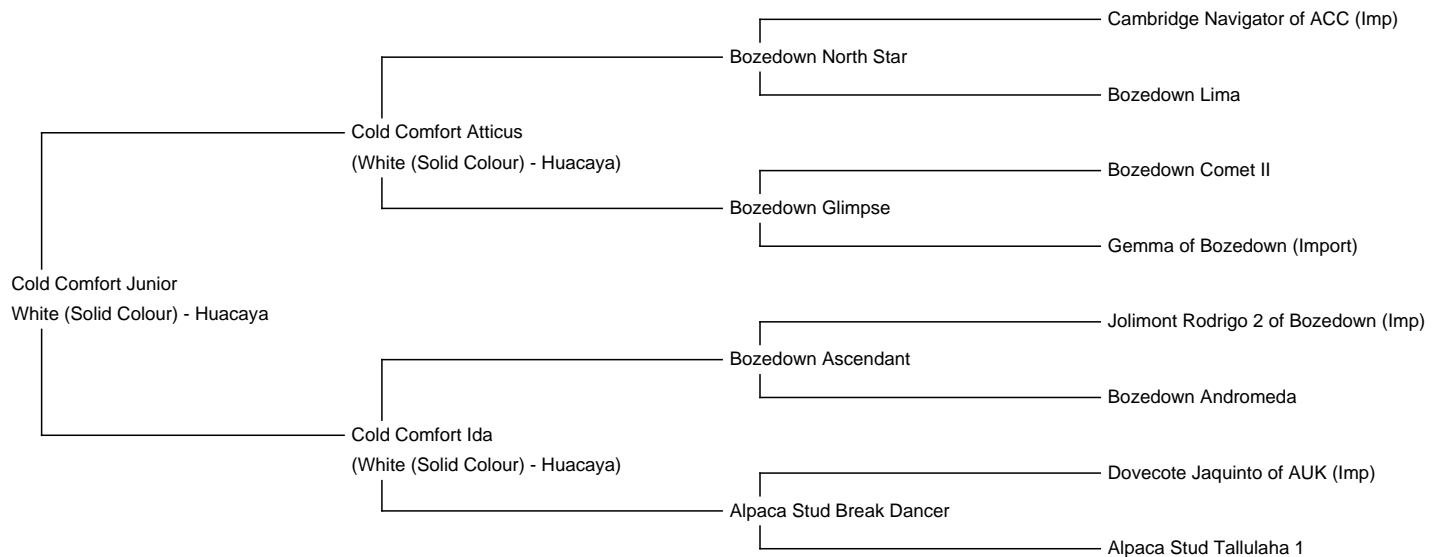 Cambridge Navigator of ACC (Imp)
Bozedown North Star
Bozedown Lima
Cold Comfort Atticus
(White (Solid Colour) - Huacaya)
Bozedown Comet II
Bozedown Glimpse
Gemma of Bozedown (Import)
Cold Comfort Junior
White (Solid Colour) - Huacaya
Jolimont Rodrigo 2 of Bozedown (Imp)
Bozedown Ascendant
Bozedown Andromeda
Cold Comfort Ida
(White (Solid Colour) - Huacaya)
Dovecote Jaquinto of AUK (Imp)
Alpaca Stud Break Dancer
Alpaca Stud Tallulaha 1